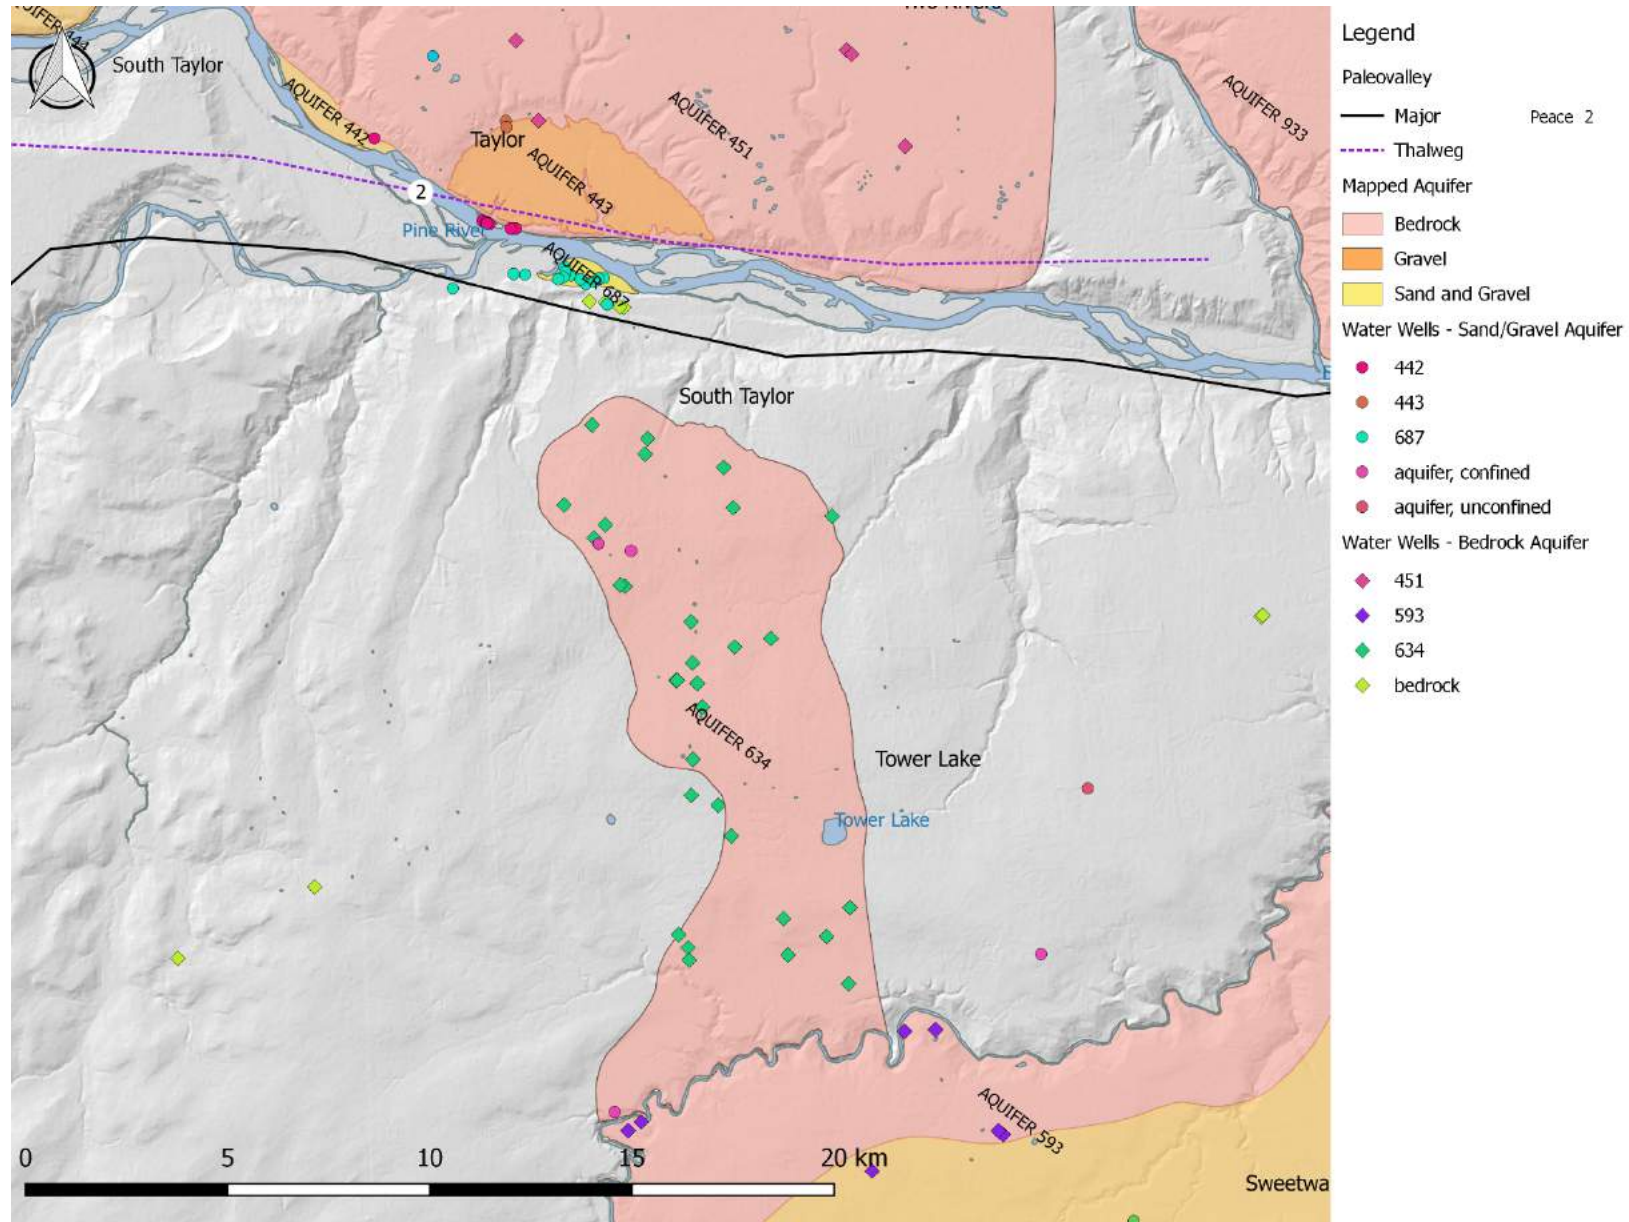 South Taylor
AQUIFER 442
Taylor
AQUIFER 443
AQUIFER 451
AQUIFER 933
2
Pine River
AQUIFER 687
South Taylor
AQUIFER 634
Tower Lake
Tower Lake
AQUIFER 593
Sweetwa
0 5 10 15 20 km
Legend
Paleovalley
Major Peace 2
Thalweg
Mapped Aquifer
Bedrock
Gravel
Sand and Gravel
Water Wells - Sand/Gravel Aquifer
442
443
687
aquifer, confined
aquifer, unconfined
Water Wells - Bedrock Aquifer
451
593
634
bedrock